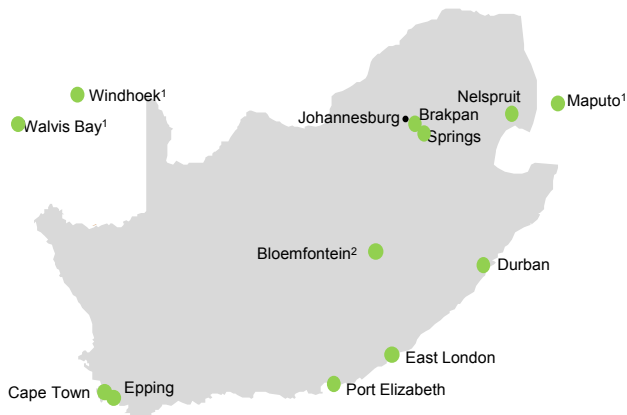 Windhoek¹
Walvis Bay¹
Nelspruit
Maputo¹
Johannesburg
Brakpan
Springs
Bloemfontein²
Durban
East London
Port Elizabeth
Cape Town
Epping